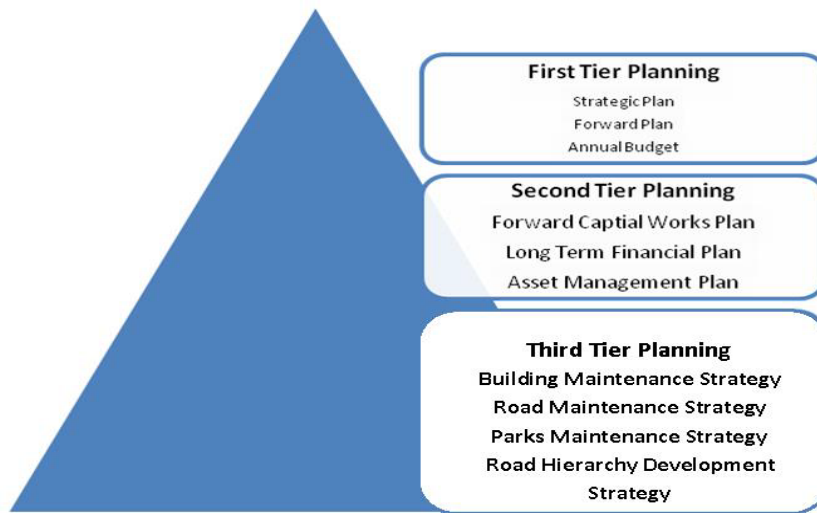 First Tier Planning
Strategic Plan
Forward Plan
Annual Budget
Second Tier Planning
Forward Captial Works Plan
Long Term Financial Plan
Asset Management Plan
Third Tier Planning
Building Maintenance Strategy
Road Maintenance Strategy
Parks Maintenance Strategy
Road Hierarchy Development
Strategy